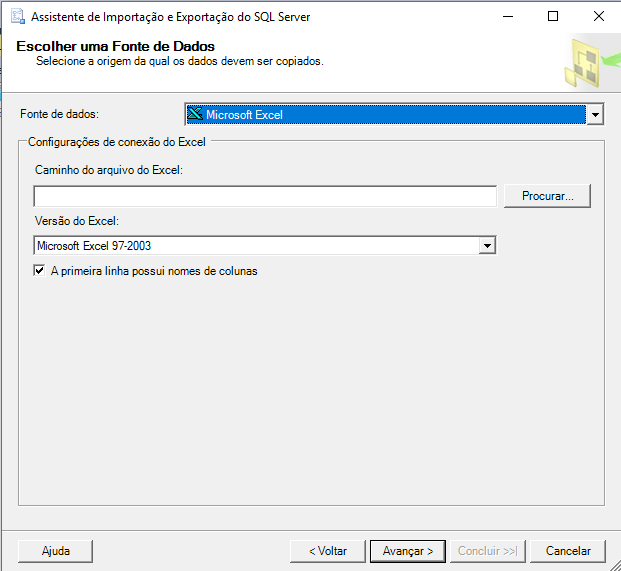 Assistente de Importação e Exportação do SQL Server
Escolher uma Fonte de Dados
Selecione a origem da qual os dados devem ser copiados.
Fonte de dados:
Microsoft Excel
Configurações de conexão do Excel
Caminho do arquivo do Excel:
Procurar...
Versão do Excel:
Microsoft Excel 97-2003
A primeira linha possui nomes de colunas
Ajuda
< Voltar
Avançar >
Concluir >>|
Cancelar